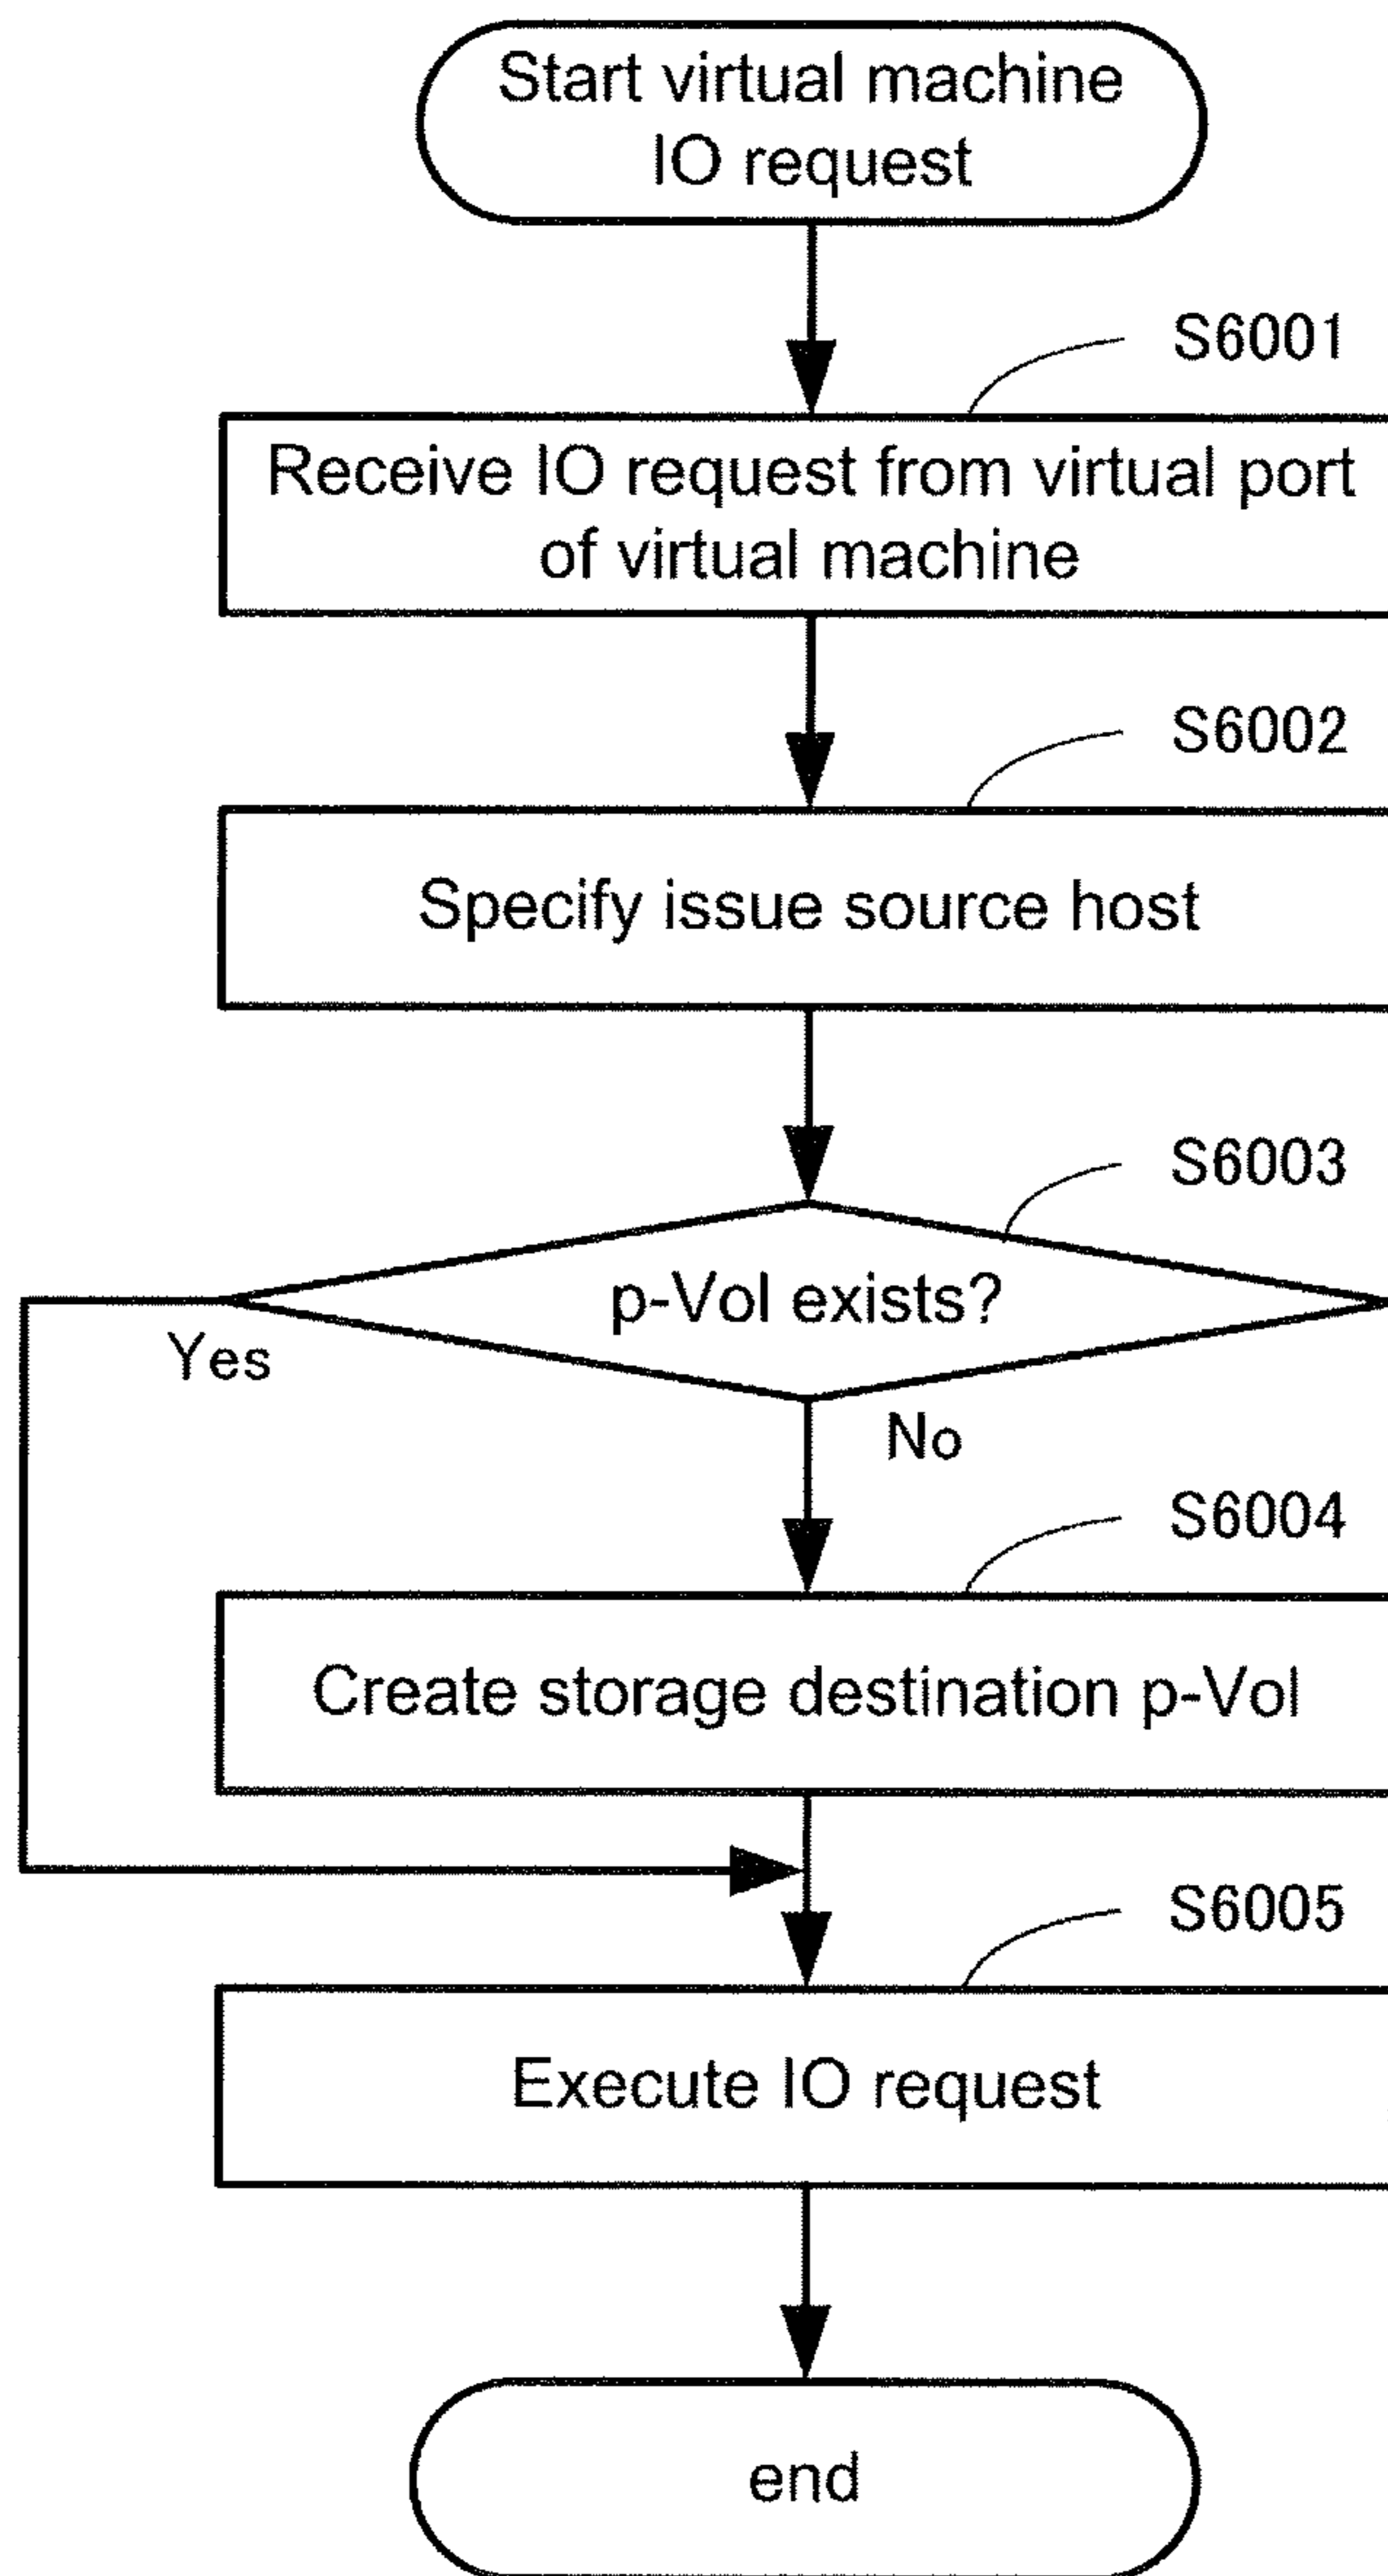 Start virtual machine
IO request
S6001
Receive IO request from virtual port
of virtual machine
S6002
Specify issue source host
S6003
p-Vol exists?
Yes
No
S6004
Create storage destination p-Vol
S6005
Execute IO request
end